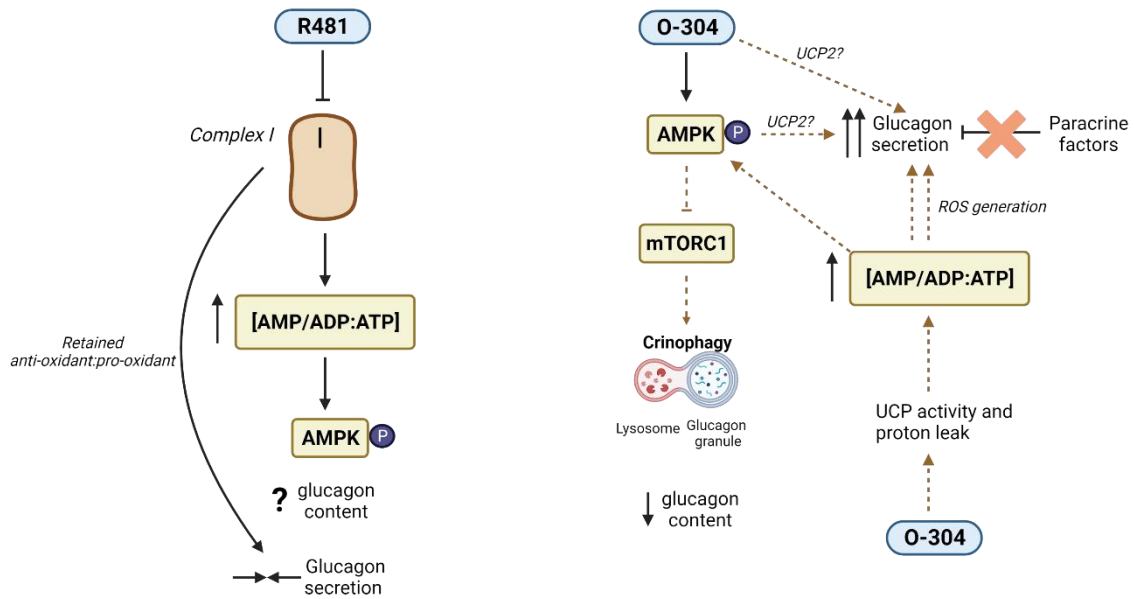 R481
Complex I
I
[AMP/ADP:ATP]
Retained
anti-oxidant:pro-oxidant
AMPK
P
? glucagon
content
Glucagon
secretion
O-304
UCP2?
AMPK
P
UCP2?
Glucagon
secretion
Paracrine
factors
ROS generation
mTORC1
[AMP/ADP:ATP]
Crinophagy
Lysosome
Glucagon
granule
UCP activity and
proton leak
glucagon
content
O-304